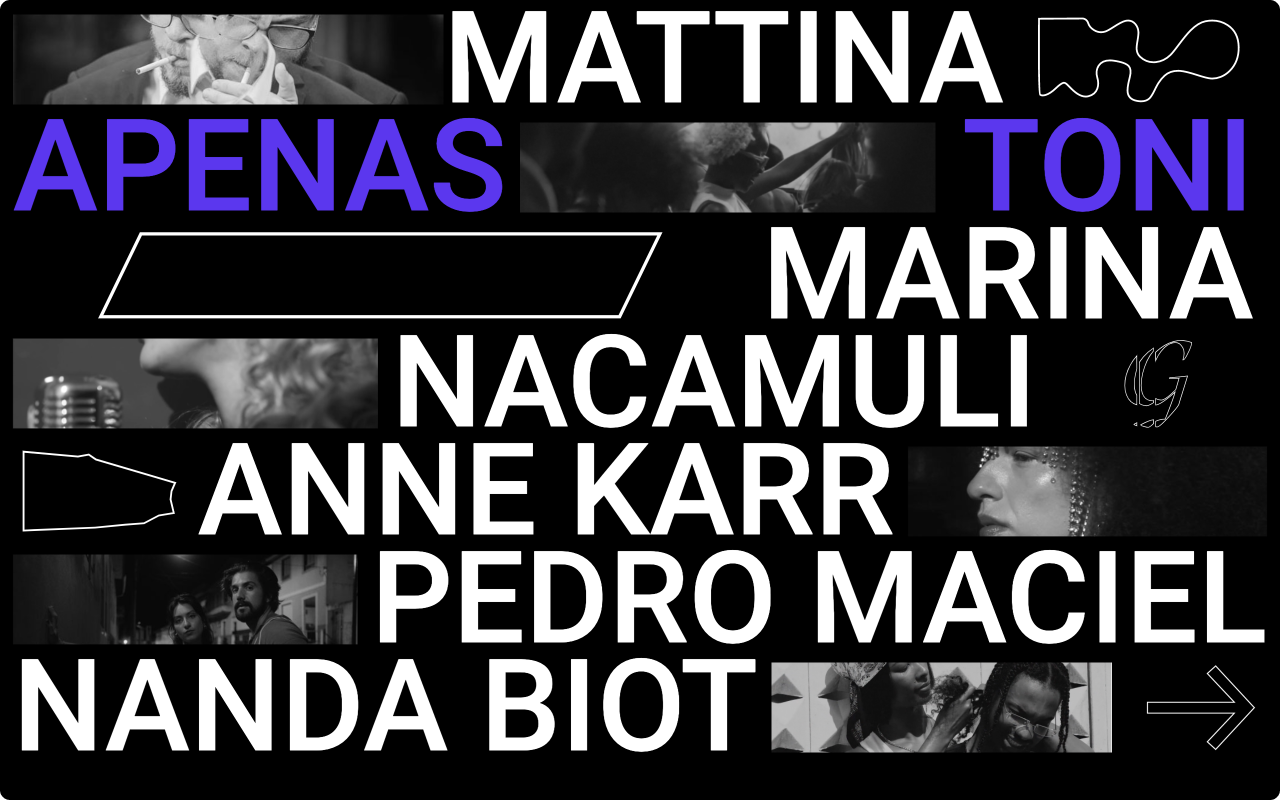 MATTINA
APENAS TONI
MARINA
NACAMULI G
ANNE KARR
PEDRO MACIEL
NANDA BIOT